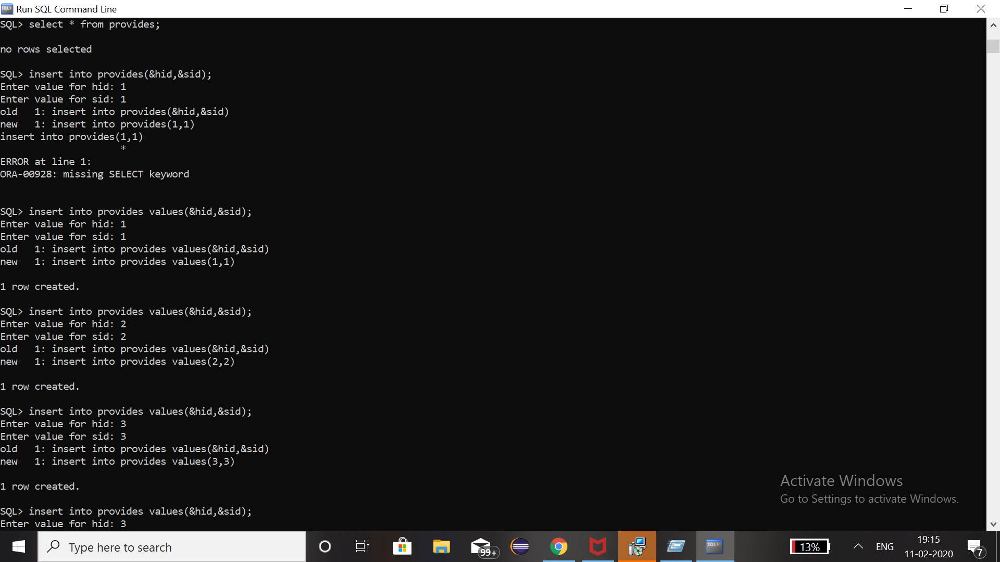 Run SQL Command Line
SQL> select * from provides;
no rows selected
SQL> insert into provides(&hid,&sid);
Enter value for hid: 1
Enter value for sid: 1
old   1: insert into provides(&hid,&sid)
new   1: insert into provides(1,1)
insert into provides(1,1)
                     *
ERROR at line 1:
ORA-00928: missing SELECT keyword
SQL> insert into provides values(&hid,&sid);
Enter value for hid: 1
Enter value for sid: 1
old   1: insert into provides values(&hid,&sid)
new   1: insert into provides values(1,1)
1 row created.
SQL> insert into provides values(&hid,&sid);
Enter value for hid: 2
Enter value for sid: 2
old   1: insert into provides values(&hid,&sid)
new   1: insert into provides values(2,2)
1 row created.
SQL> insert into provides values(&hid,&sid);
Enter value for hid: 3
Enter value for sid: 3
old   1: insert into provides values(&hid,&sid)
new   1: insert into provides values(3,3)
1 row created.
SQL> insert into provides values(&hid,&sid);
Enter value for hid: 3
Activate Windows
Go to Settings to activate Windows.
Type here to search
99+
SQL>
13%
ENG
19:15
11-02-2020
7